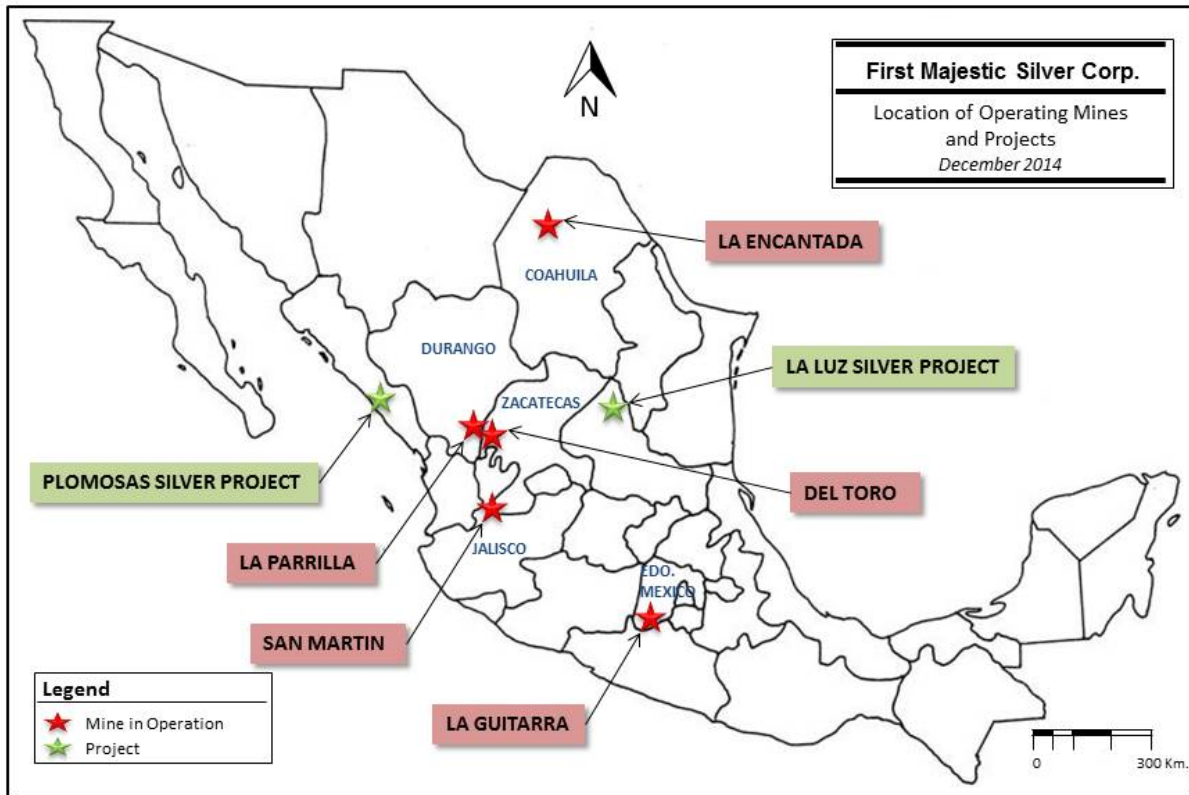 First Majestic Silver Corp.
Location of Operating Mines
and Projects
December 2014
N
LA ENCANTADA
COAHUILA
DURANGO
LA LUZ SILVER PROJECT
ZACATECAS
PLOMOSAS SILVER PROJECT
DEL TORO
LA PARRILLA
JALISCO
EDO.
MEXICO
SAN MARTIN
LA GUITARRA
Legend
Mine in Operation
Project
0 300 Km.